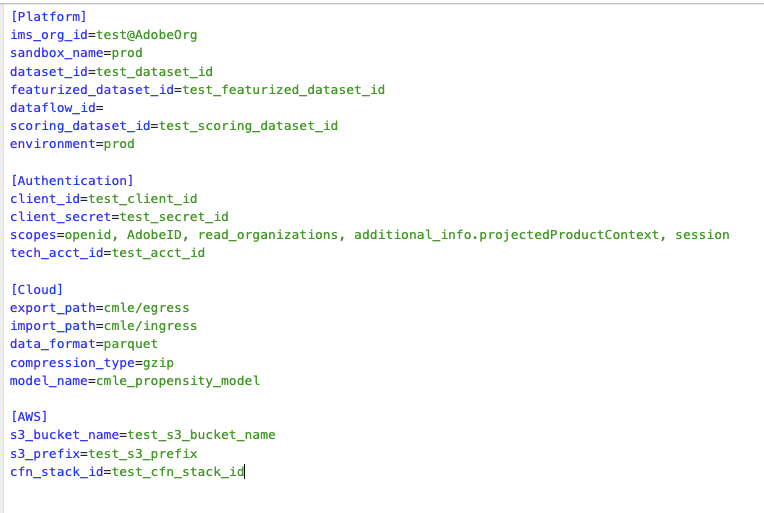 [Platform]
ims_org_id=test@AdobeOrg
sandbox_name=prod
dataset_id=test_dataset_id
featurized_dataset_id=test_featurized_dataset_id
dataflow_id=
scoring_dataset_id=test_scoring_dataset_id
environment=prod

[Authentication]
client_id=test_client_id
client_secret=test_secret_id
scopes=openid, AdobeID, read_organizations, additional_info.projectedProductContext, session
tech_acct_id=test_acct_id

[Cloud]
export_path=cmle/egress
import_path=cmle/ingress
data_format=parquet
compression_type=gzip
model_name=cmle_propensity_model

[AWS]
s3_bucket_name=test_s3_bucket_name
s3_prefix=test_s3_prefix
cfn_stack_id=test_cfn_stack_id